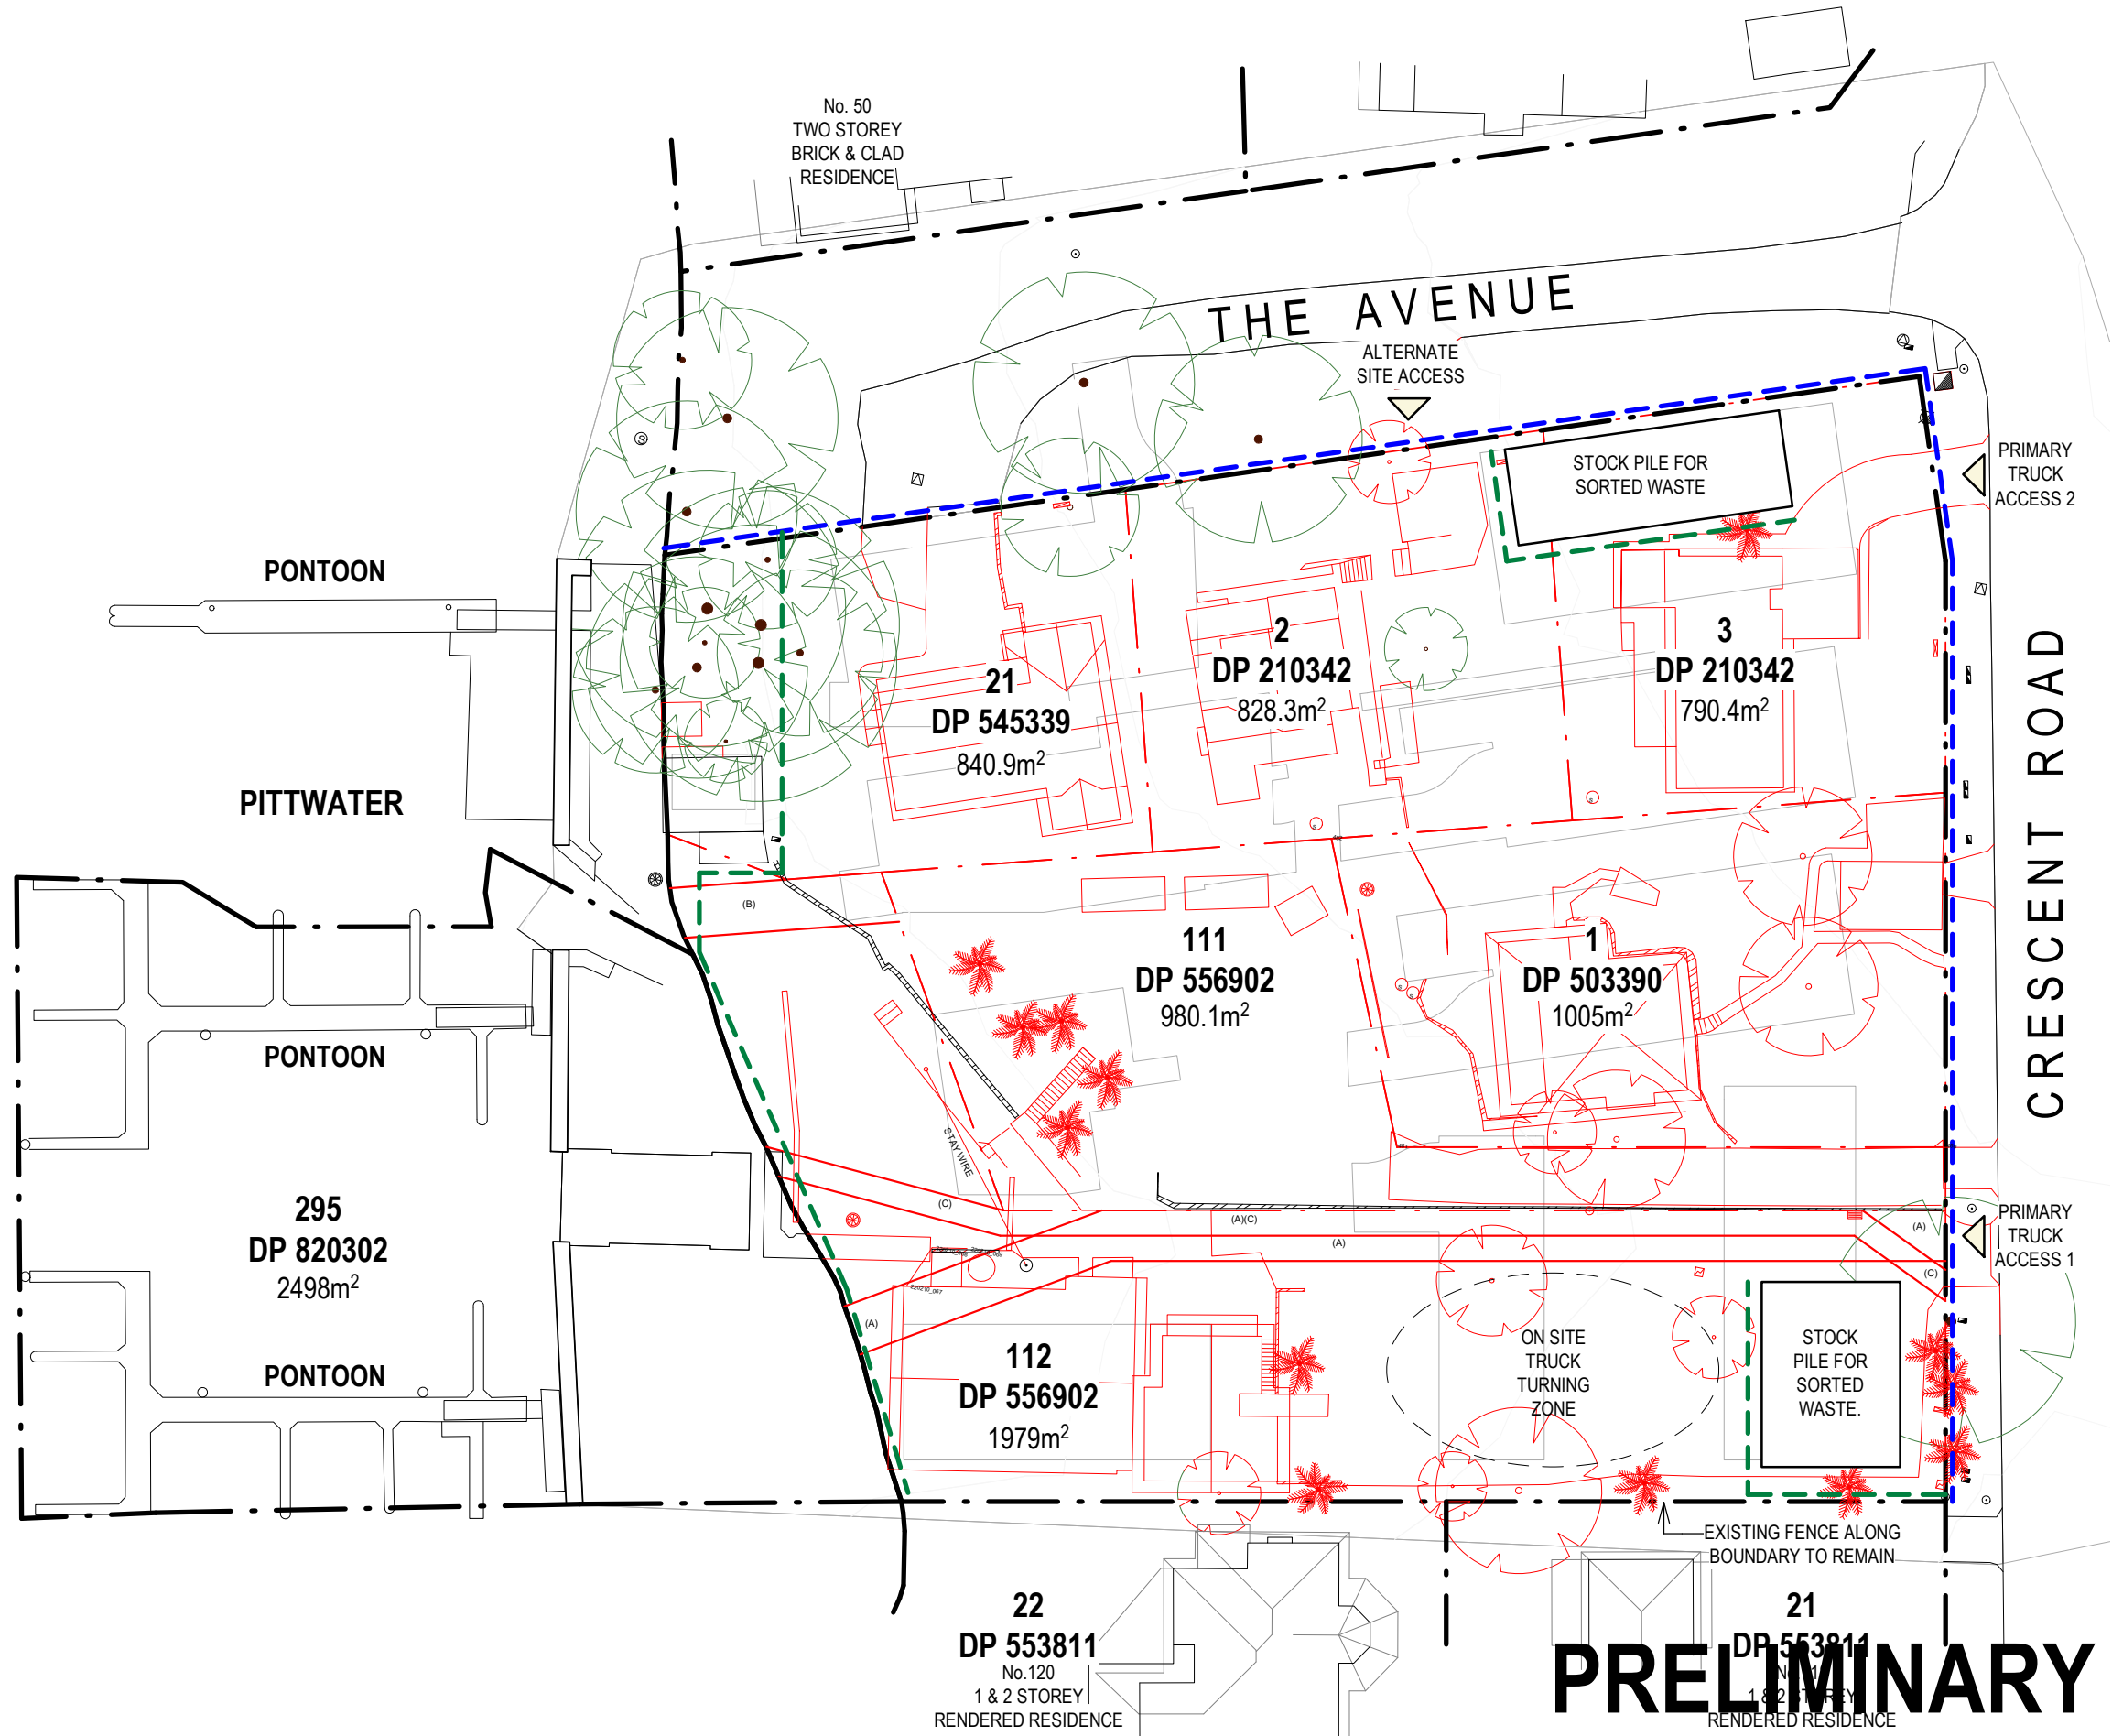 No. 50
TWO STOREY
BRICK & CLAD
RESIDENCE
THE AVENUE
ALTERNATE
SITE ACCESS
STOCK PILE FOR
SORTED WASTE
PRIMARY
TRUCK
ACCESS 2
PONTOON
21
DP 545339
840.9m²
2
DP 210342
828.3m²
3
DP 210342
790.4m²
CRESCENT ROAD
PITTWATER
(B)
111
DP 556902
980.1m²
1
DP 503390
1005m²
PONTOON
STAY WIRE
295
DP 820302
2498m²
(C)
(A)(C)
(A)
(A)
(C)
PRIMARY
TRUCK
ACCESS 1
(A)
PONTOON
112
DP 556902
1979m²
ON SITE
TRUCK
TURNING
ZONE
STOCK
PILE FOR
SORTED
WASTE.
EXISTING FENCE ALONG
BOUNDARY TO REMAIN
22
DP 553811
No.120
1 & 2 STOREY
RENDERED RESIDENCE
21
DP 553811
1 & 2 STOREY
RENDERED RESIDENCE
PRELIMINARY